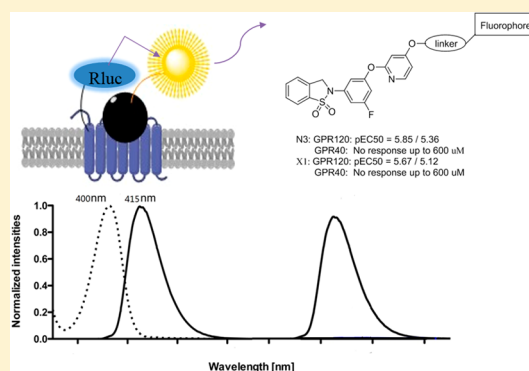 Rluc
Fluorophore
linker
O
O
O
N
N
S
O O
F
N3: GPR120: pEC50 = 5.85 / 5.36
GPR40: No response up to 600 uM
X1: GPR120: pEC50 = 5.67 / 5.12
GPR40: No response up to 600 uM
400nm 415nm
Normalized intensities
1.0
0.8
0.6
0.4
0.2
0.0
Wavelength [nm]